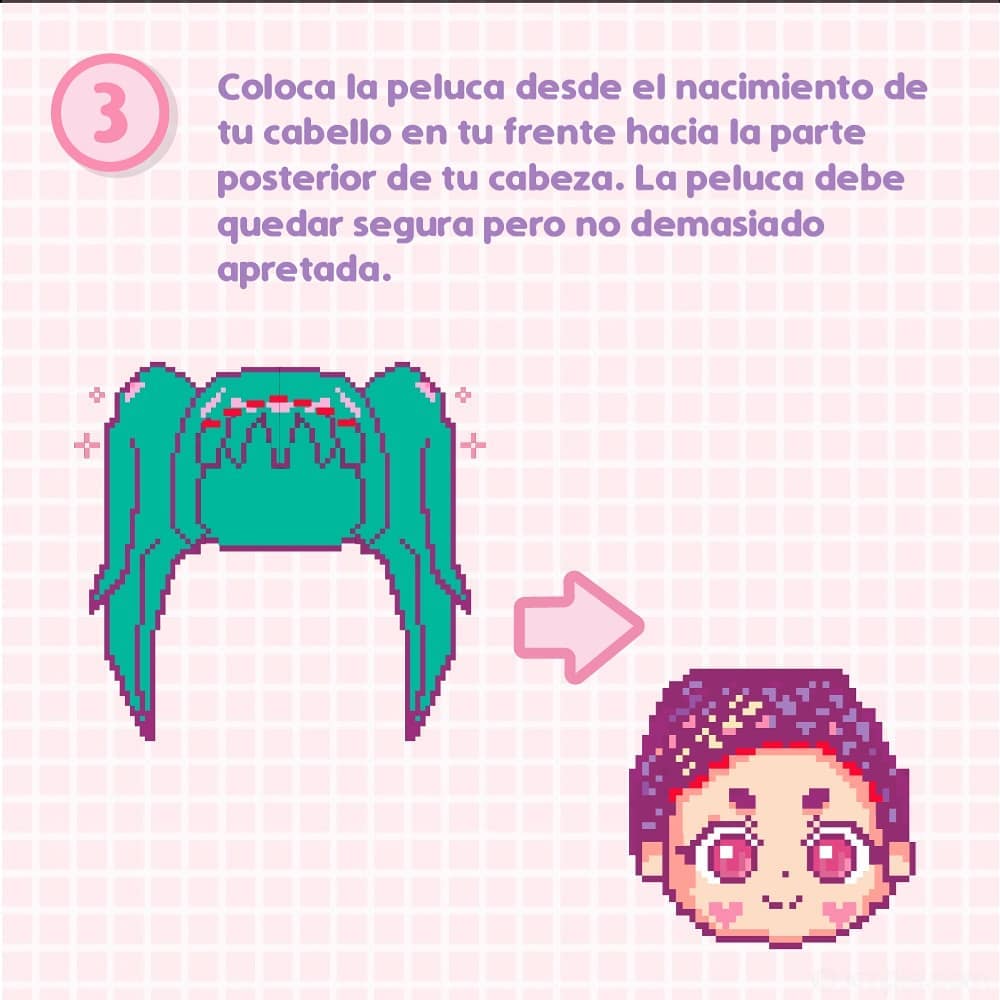 3
Coloca la peluca desde el nacimiento de
tu cabello en tu frente hacia la parte
posterior de tu cabeza. La peluca debe
quedar segura pero no demasiado
apretada.